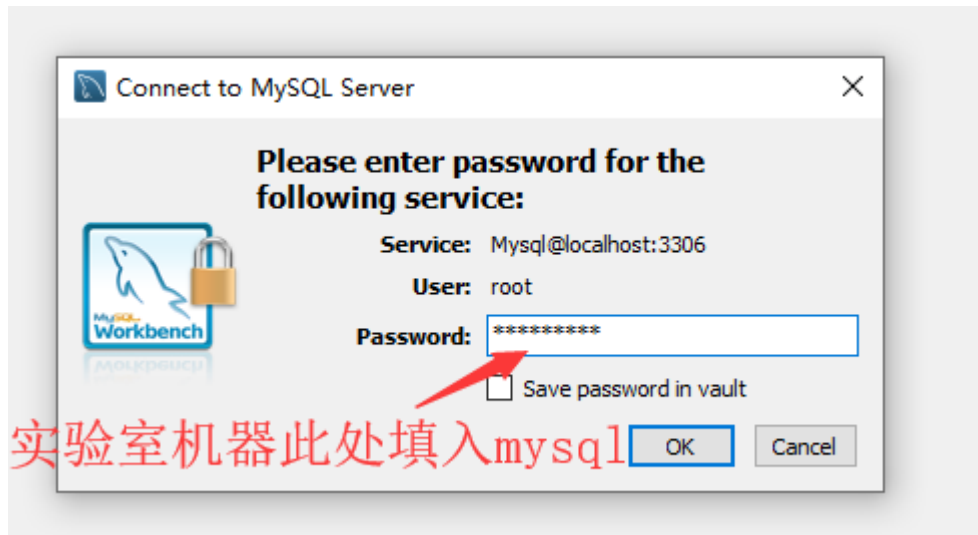 Connect to MySQL Server
Please enter password for the
following service:
Service: Mysql@localhost:3306
User: root
Password: *********
Save password in vault
MySQL
Workbench
实验室机器此处填入mysql
OK Cancel